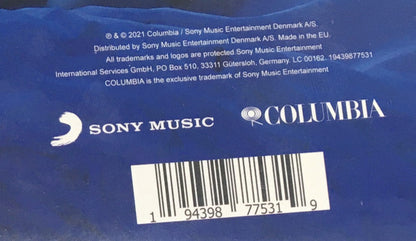 ℗ & © 2021 Columbia / Sony Music Entertainment Denmark A/S.
Distributed by Sony Music Entertainment Denmark A/S. Made in the EU.
All trademarks and logos are protected.Sony Music Entertainment
International Services GmbH, PO Box 510, 33311 Gütersloh, Germany. LC 00162. 19439877531
COLUMBIA is the exclusive trademark of Sony Music Entertainment
SONY MUSIC
COLUMBIA
1 94398 77531 9